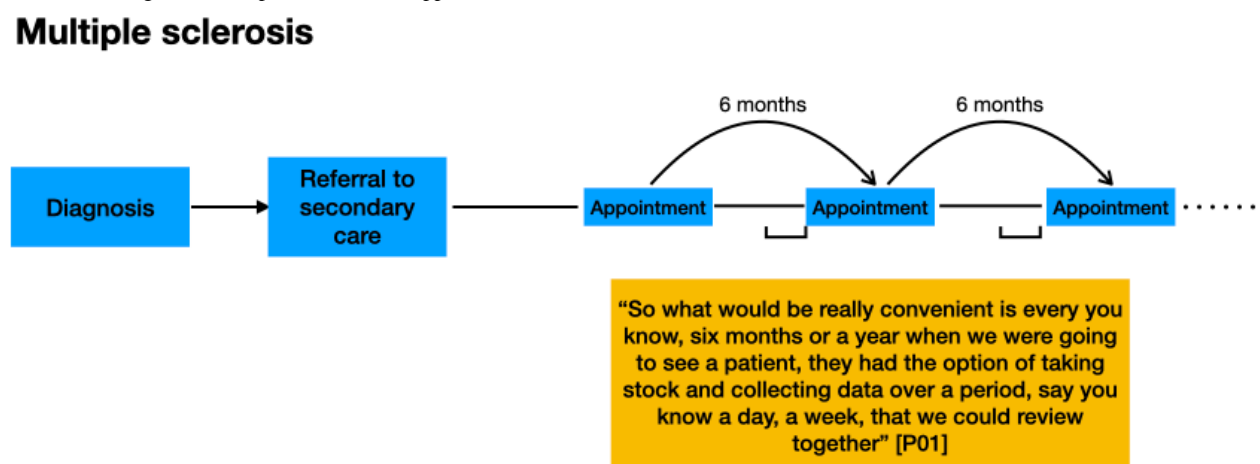 Multiple sclerosis
6 months
6 months
Diagnosis
Referral to
secondary
care
Appointment
Appointment
Appointment
“So what would be really convenient is every you
know, six months or a year when we were going
to see a patient, they had the option of taking
stock and collecting data over a period, say you
know a day, a week, that we could review
together” [P01]